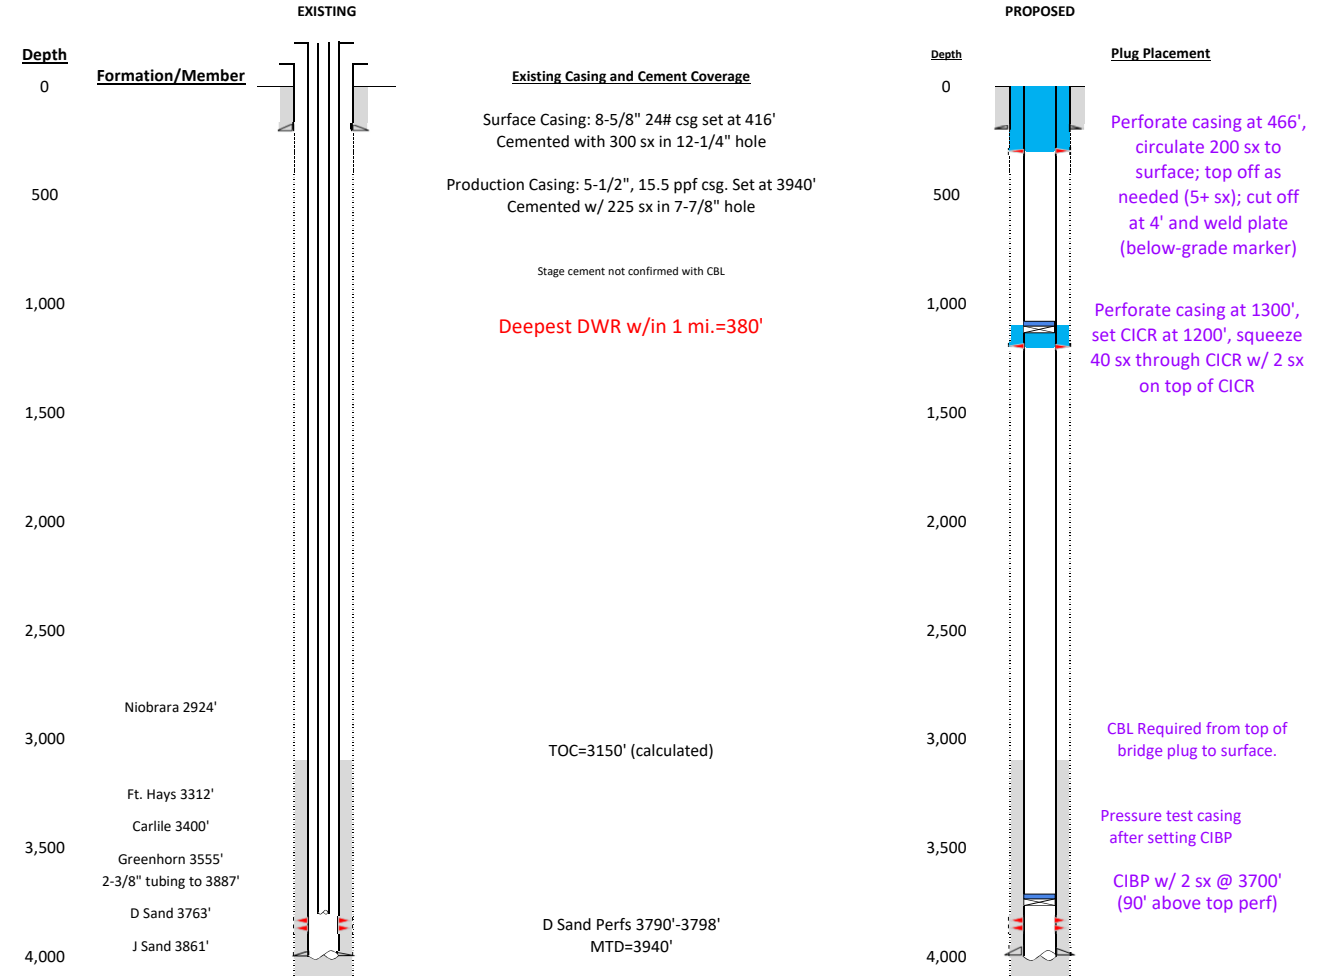 EXISTING
Depth
Formation/Member
Existing Casing and Cement Coverage
0
Surface Casing: 8-5/8" 24# csg set at 416'
Cemented with 300 sx in 12-1/4" hole
Production Casing: 5-1/2", 15.5 ppf csg. Set at 3940'
Cemented w/ 225 sx in 7-7/8" hole
500
Stage cement not confirmed with CBL
1,000
Deepest DWR w/in 1 mi.=380'
1,500
2,000
2,500
Niobrara 2924'
3,000
TOC=3150' (calculated)
Ft. Hays 3312'
Carlile 3400'
3,500
Greenhorn 3555'
2-3/8" tubing to 3887'
D Sand 3763'
D Sand Perfs 3790'-3798'
J Sand 3861'
MTD=3940'
4,000
PROPOSED
Depth
Plug Placement
0
Perforate casing at 466',
circulate 200 sx to
surface; top off as
needed (5+ sx); cut off
at 4' and weld plate
(below-grade marker)
500
1,000
Perforate casing at 1300',
set CICR at 1200', squeeze
40 sx through CICR w/ 2 sx
on top of CICR
1,500
2,000
2,500
3,000
CBL Required from top of
bridge plug to surface.
Pressure test casing
after setting CIBP
3,500
CIBP w/ 2 sx @ 3700'
(90' above top perf)
4,000